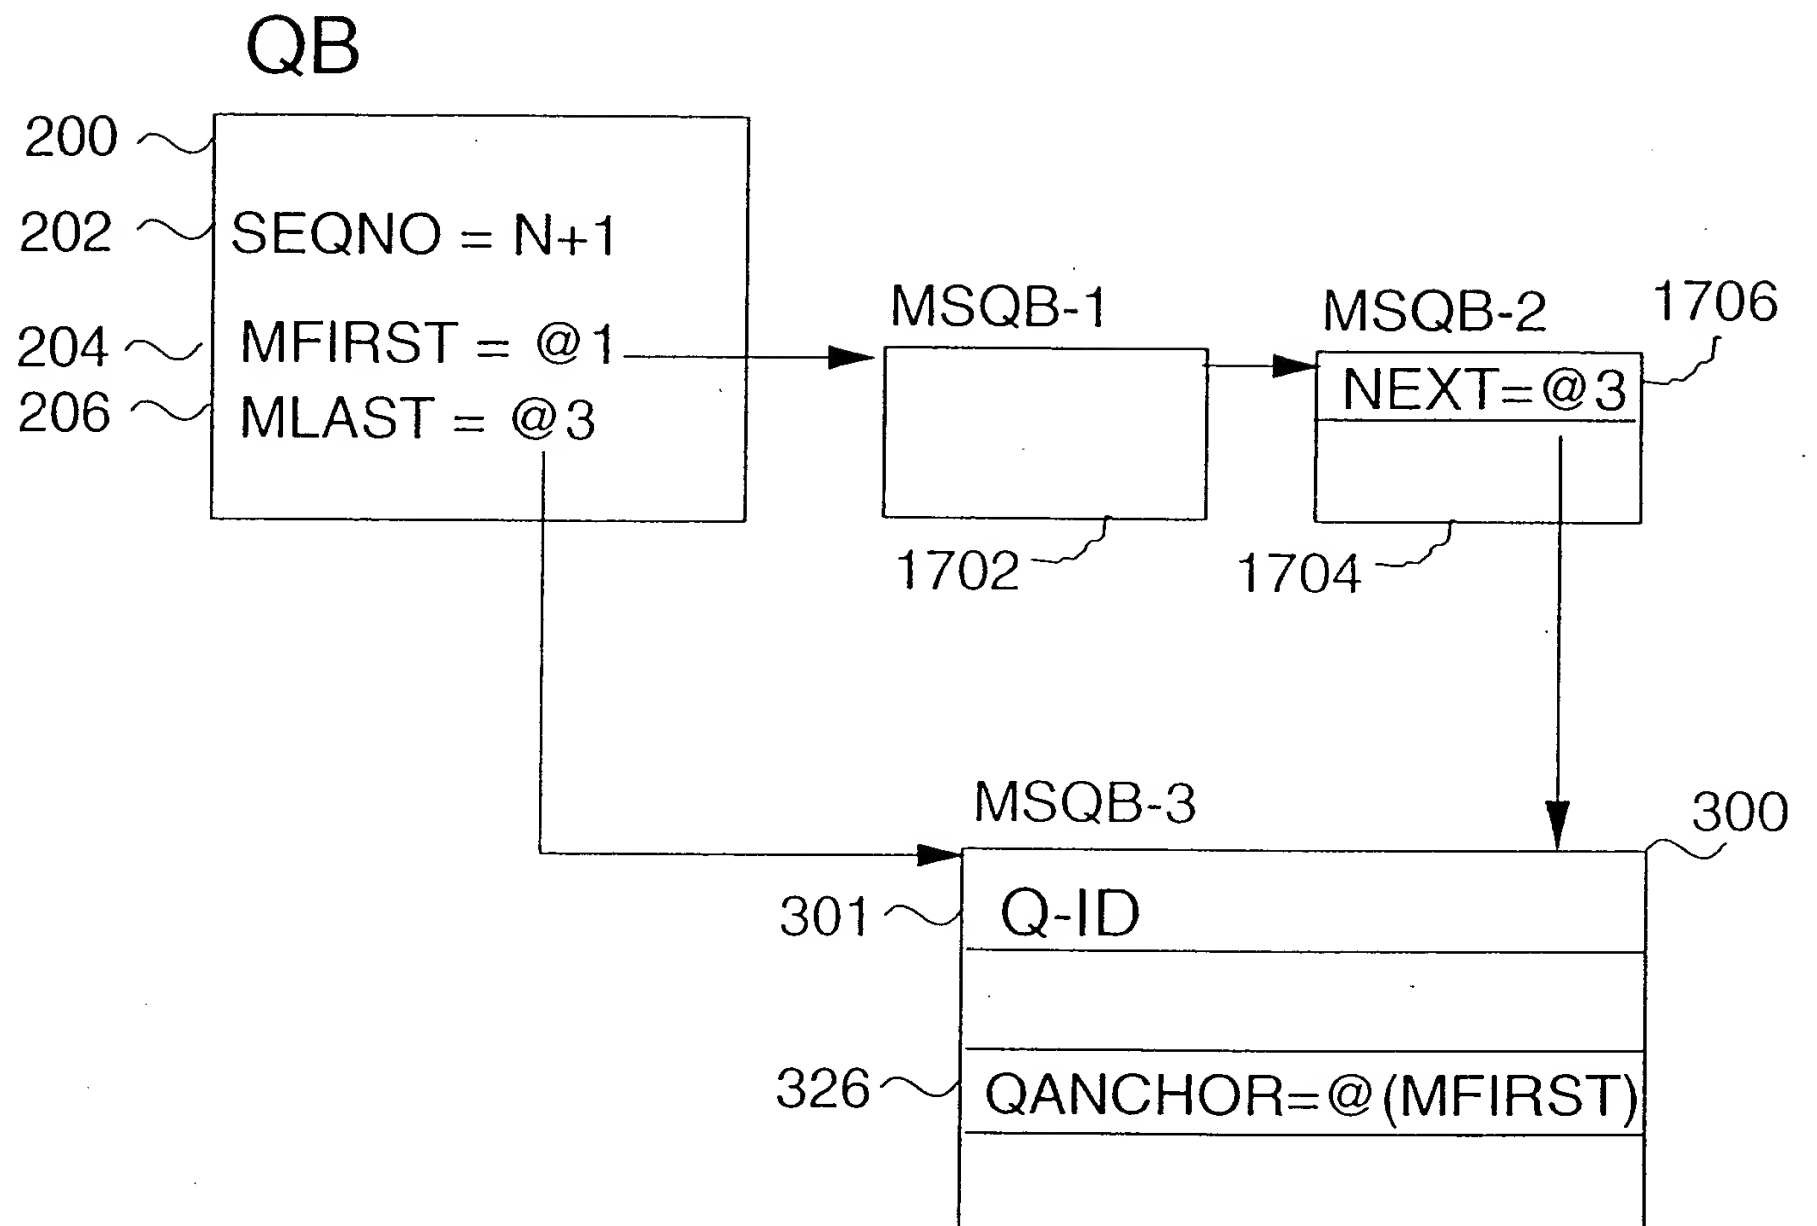 QB
200
202 SEQNO = N+1
204 MFIRST = @1
206 MLAST = @3
MSQB-1
1702
MSQB-2
1706
NEXT=@3
1704
MSQB-3
300
301 Q-ID
326 QANCHOR=@(MFIRST)